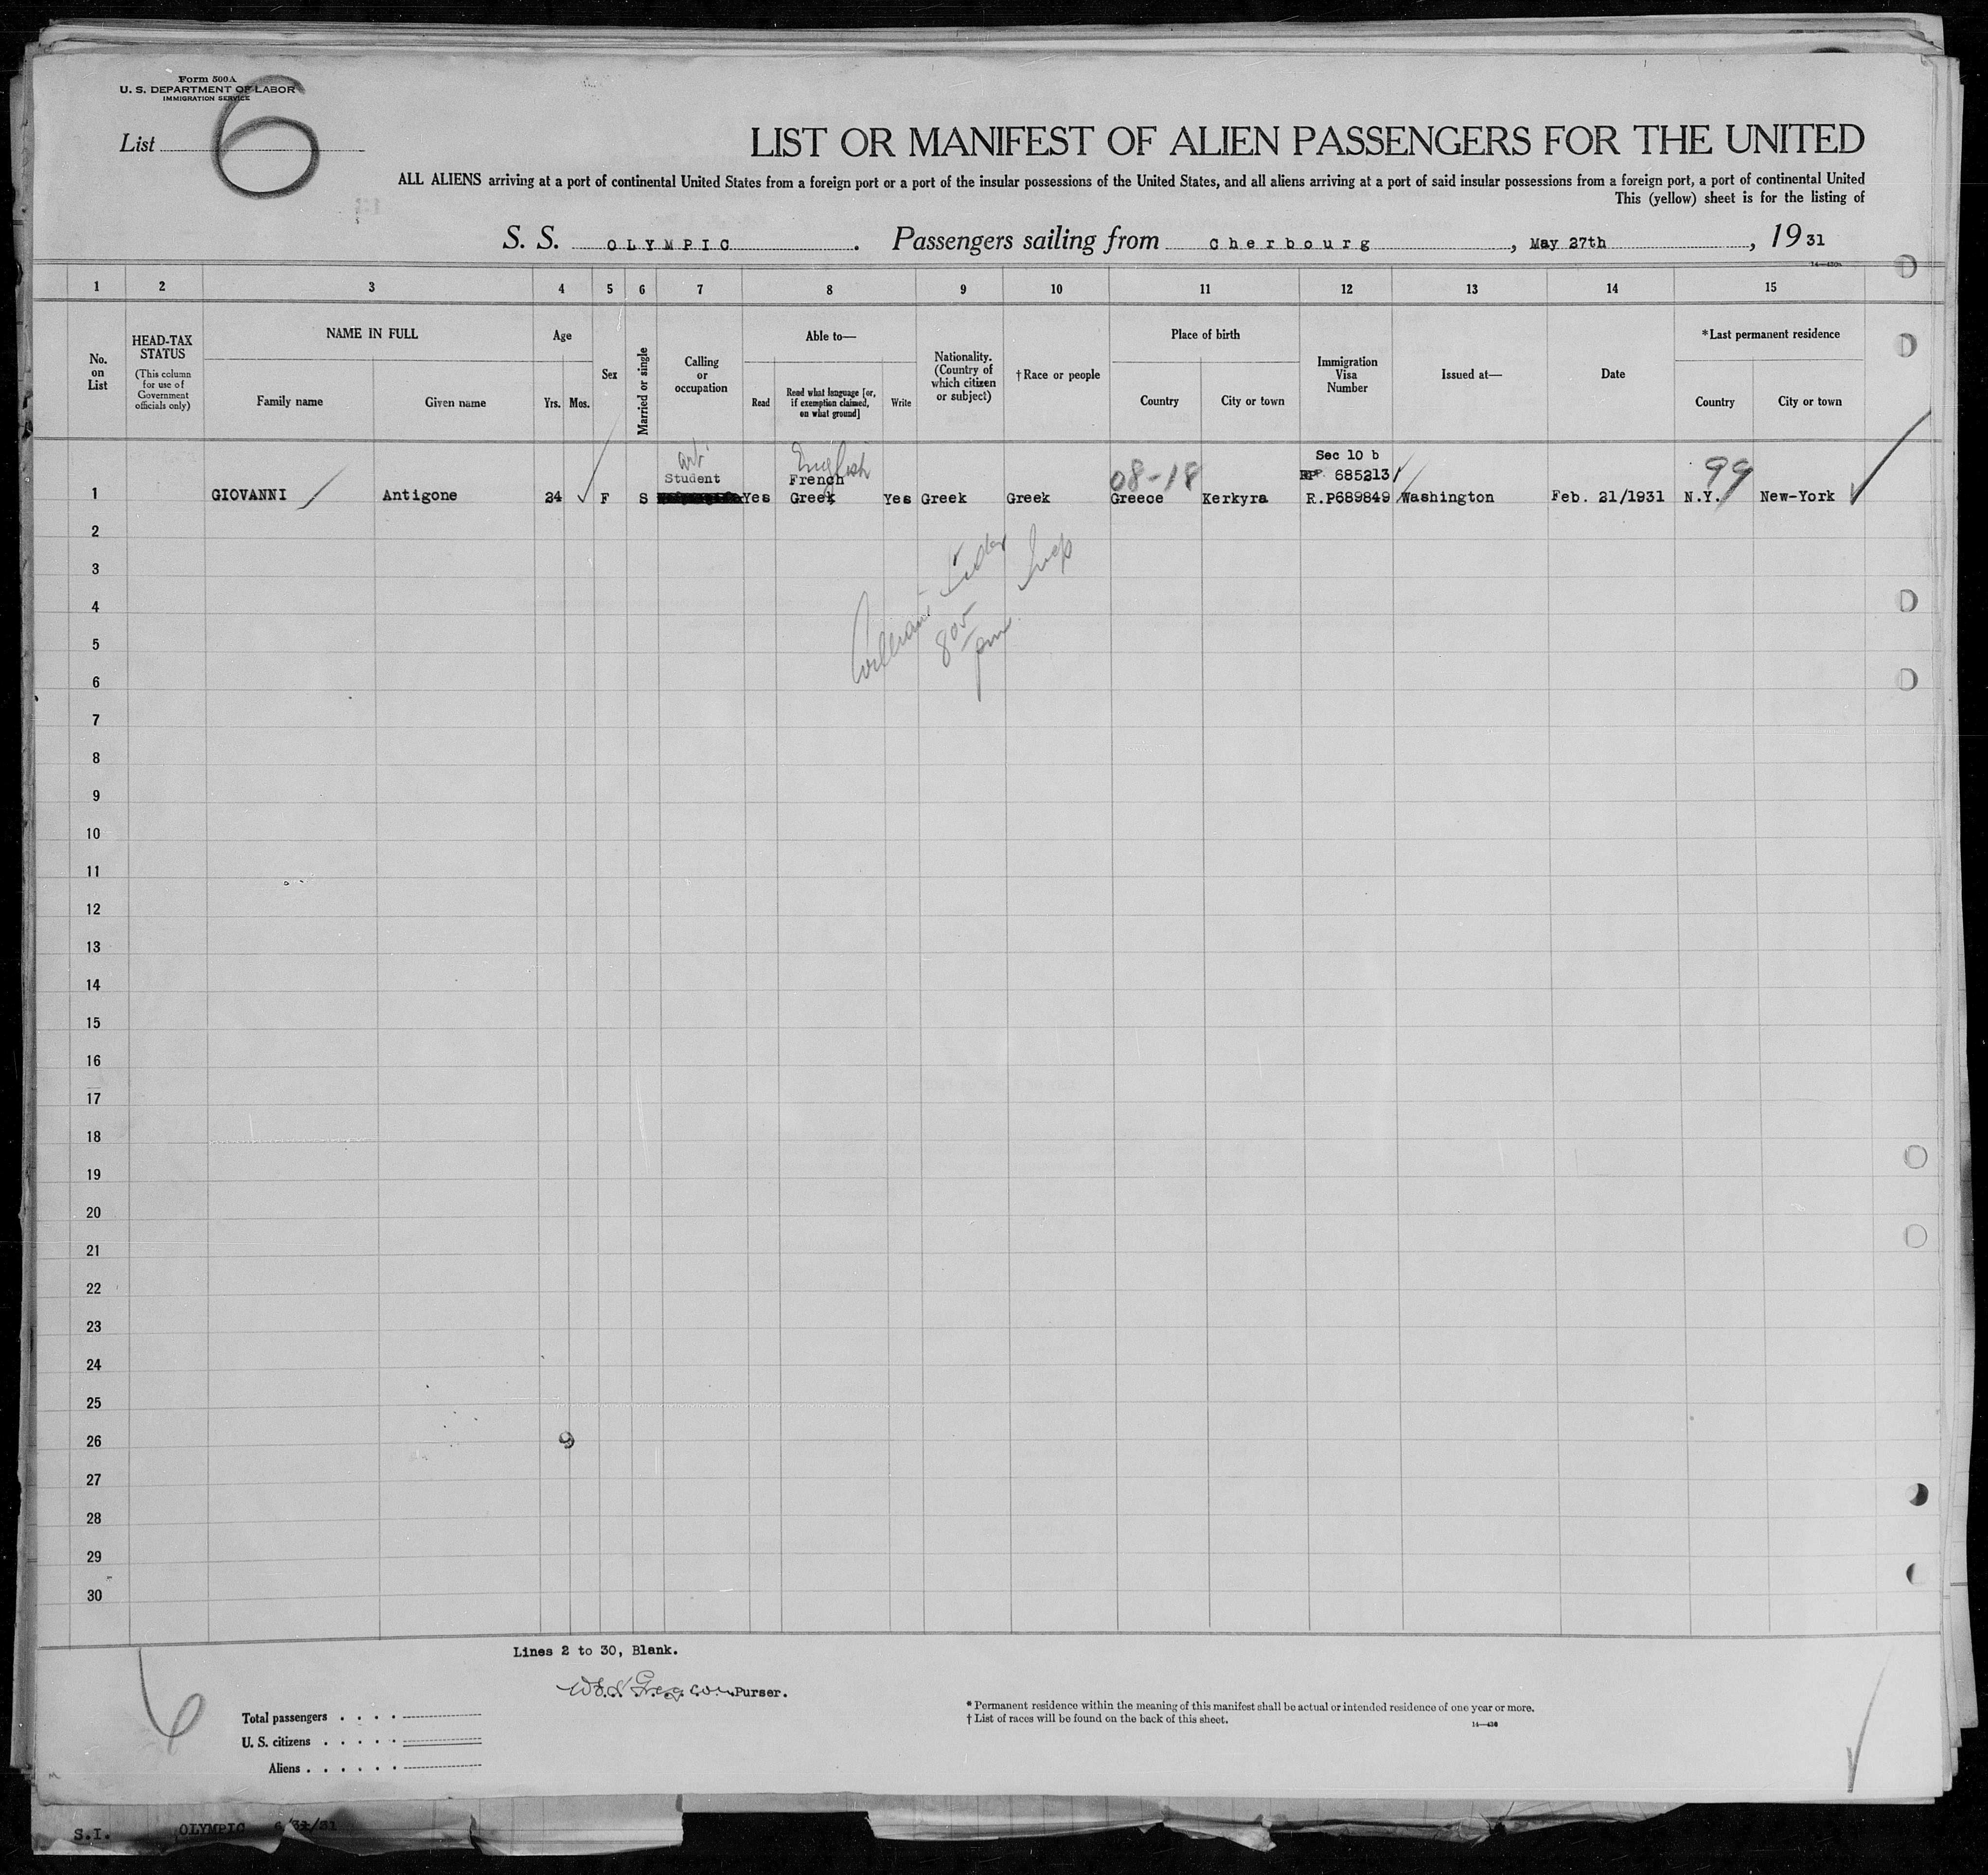 Form 500A
U. S. DEPARTMENT OF LABOR
IMMIGRATION SERVICE
List 6
LIST OR MANIFEST OF ALIEN PASSENGERS FOR THE UNITED
ALL ALIENS arriving at a port of continental United States from a foreign port or a port of the insular possessions of the United States, and all aliens arriving at a port of said insular possessions from a foreign port, a port of continental United
This (yellow) sheet is for the listing of
S. S. OLYMPIC . Passengers sailing from Cherbourg , May 27th , 19 31
1 2 3 4 5 6 7 8 9 10 11 12 13 14 15
No. on List
HEAD-TAX STATUS
(This column for use of Government officials only)
NAME IN FULL
Family name
Given name
Age
Yrs. Mos.
Sex
Married or single
Calling or occupation
Able to—
Read
Read what language [or, if exemption claimed, on what ground]
Write
Nationality. (Country of which citizen or subject)
†Race or people
Place of birth
Country
City or town
Immigration Visa Number
Issued at—
Date
*Last permanent residence
Country
City or town
art English Sec 10 b
Student French 08-18 RP 685213 99
1 GIOVANNI Antigone 24 F S Yes Greek Yes Greek Greek Greece Kerkyra R.P689849 Washington Feb. 21/1931 N.Y. New-York
2
3
Insp
4
8 05
5
pm
6
7
8
9
10
11
12
13
14
15
16
17
18
19
20
21
22
23
24
25
26
27
28
29
30
Lines 2 to 30, Blank.
Purser.
6
Total passengers
U. S. citizens
Aliens
* Permanent residence within the meaning of this manifest shall be actual or intended residence of one year or more.
† List of races will be found on the back of this sheet.
S.I. OLYMPIC